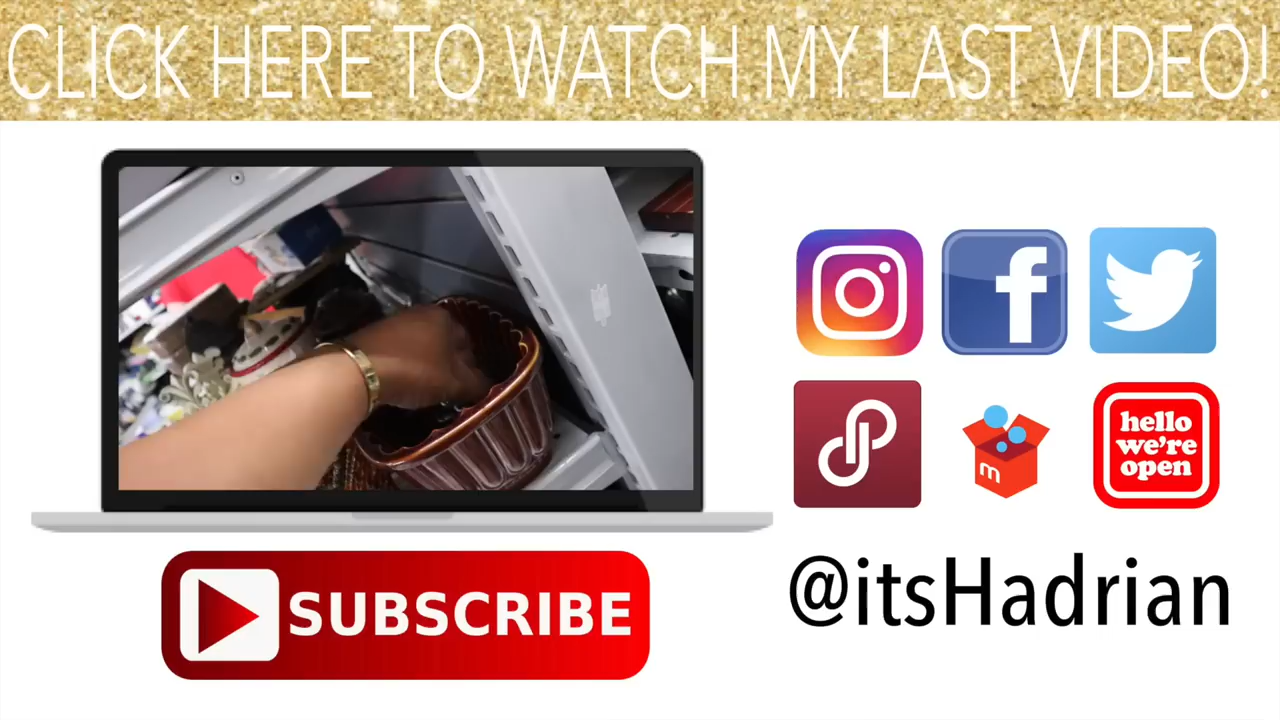 CLICK HERE TO WATCH MY LAST VIDEO!
hello
we're
open
m
SUBSCRIBE
@itsHadrian